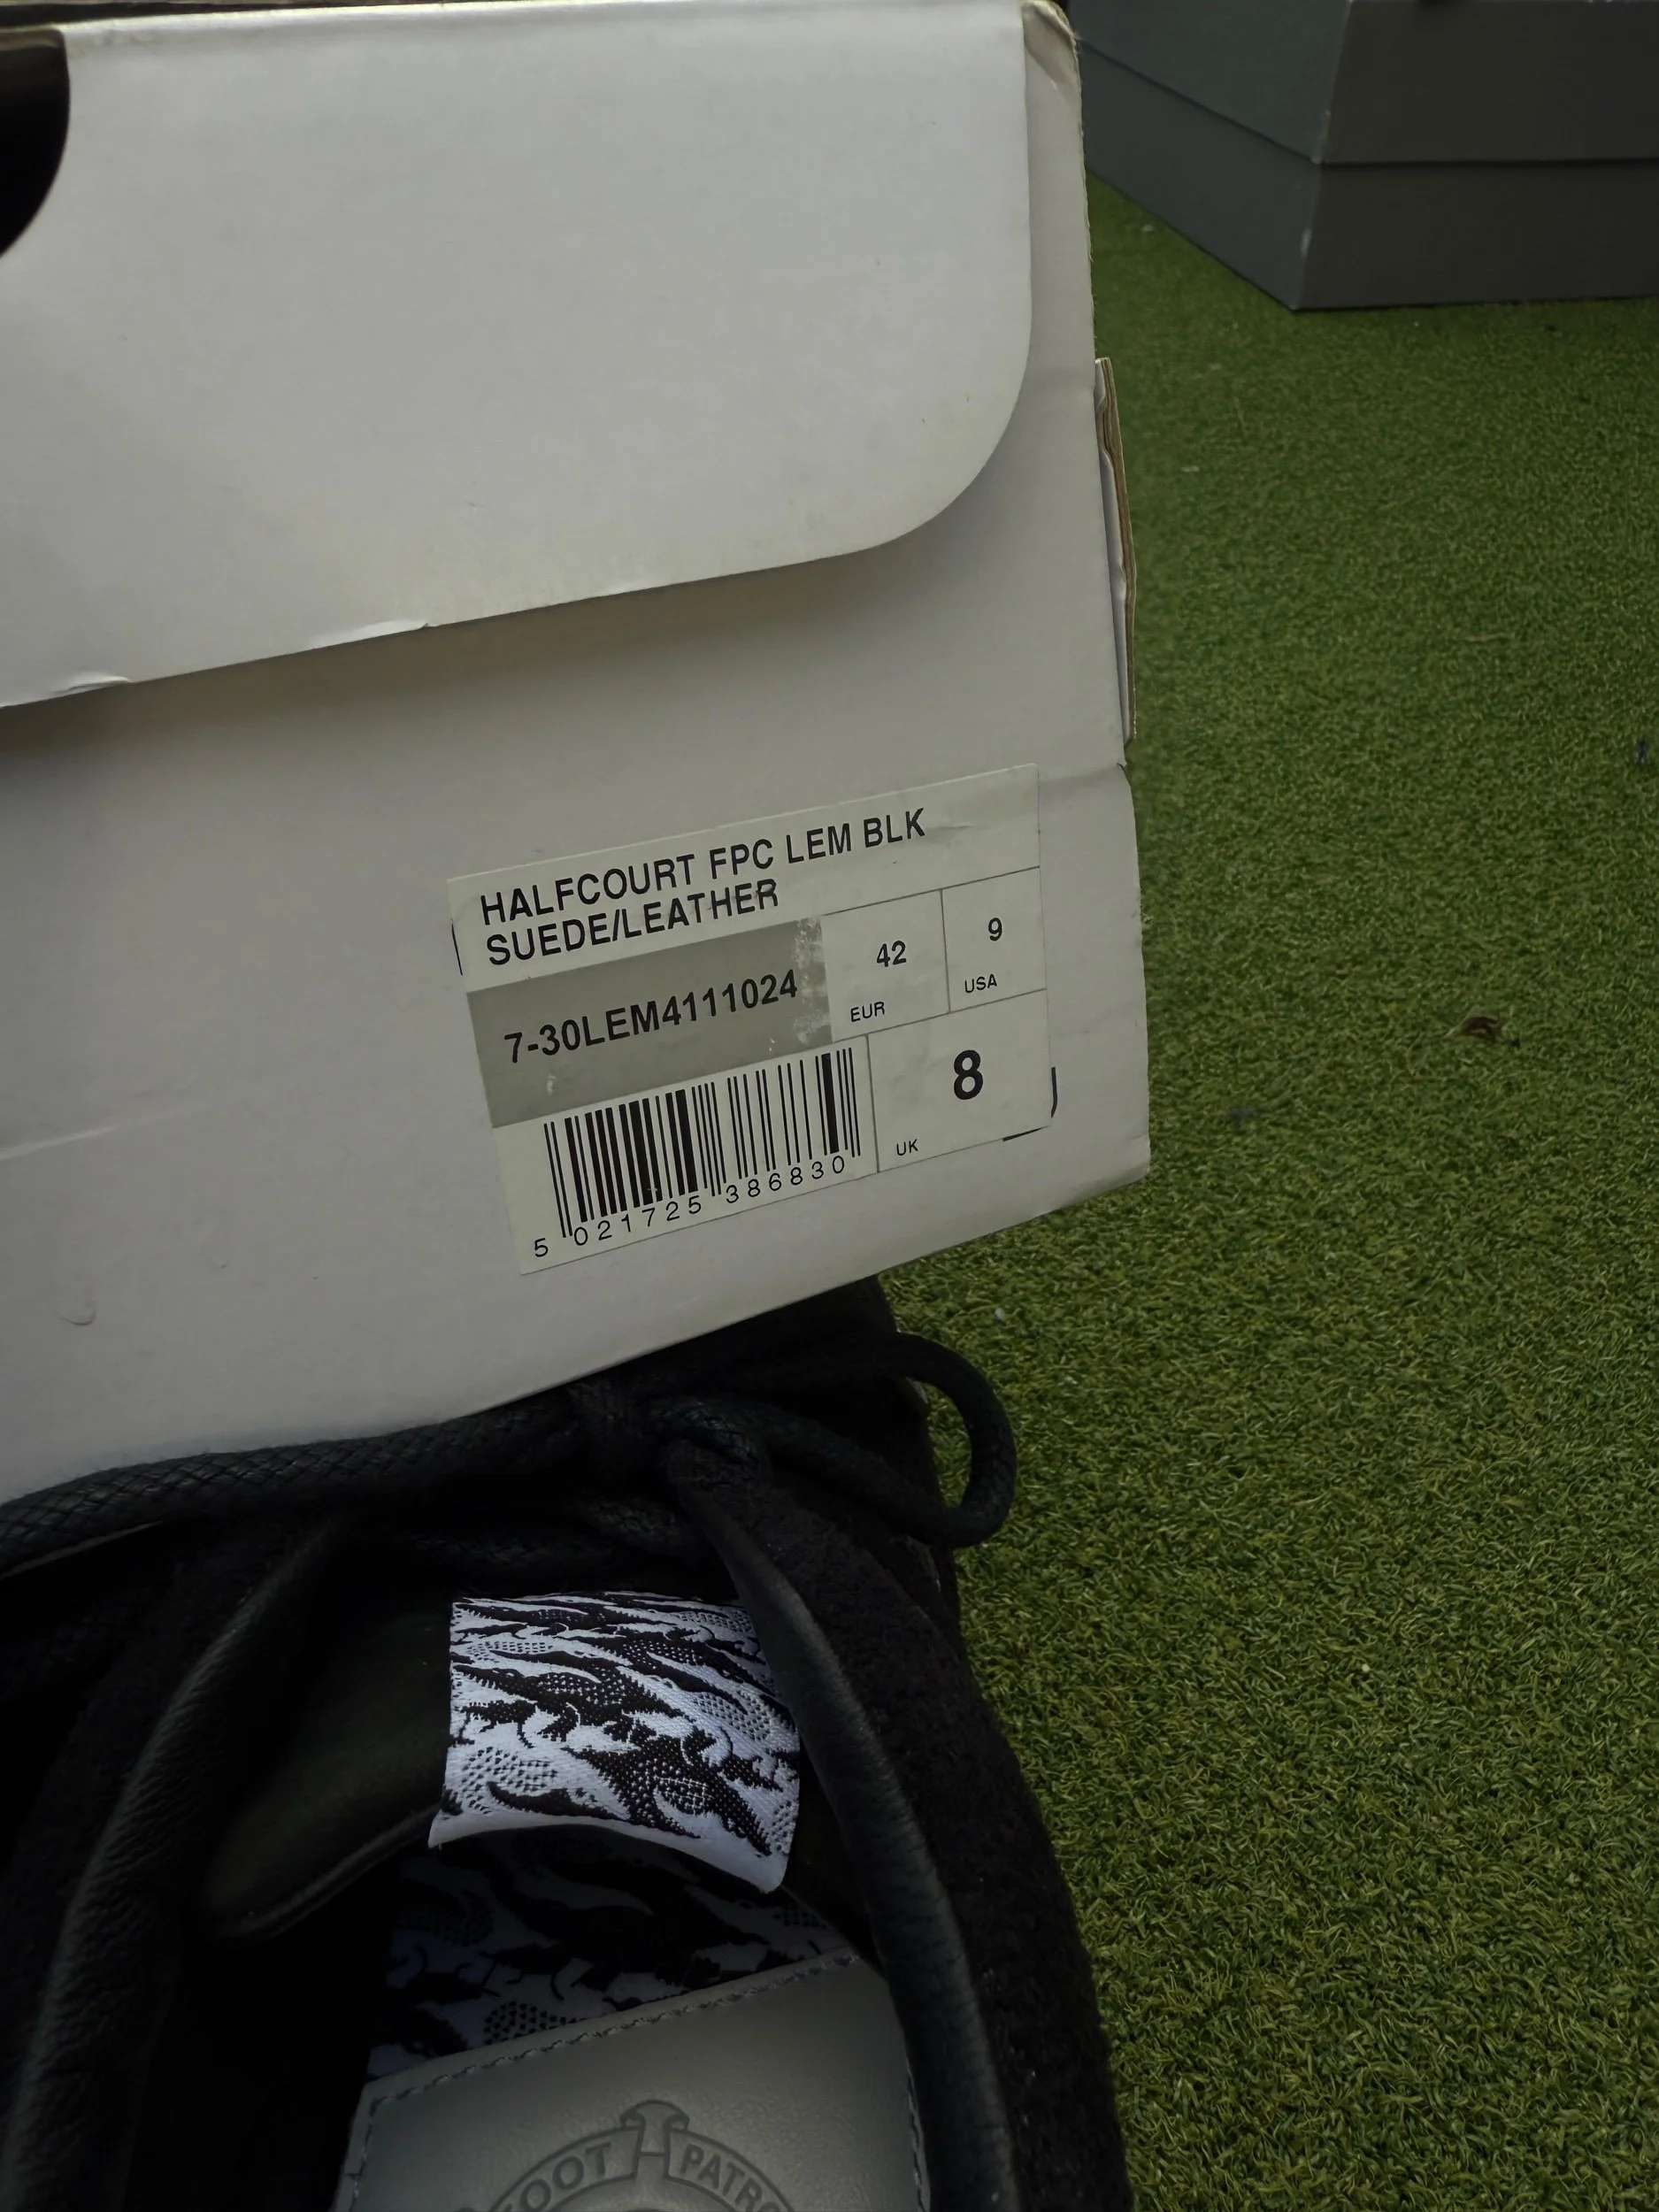 HALFCOURT FPC LEM BLK
SUEDE/LEATHER
7-30LEM4111024
42
EUR
9
USA
8
UK
5 021725 386830
FOOT PATRO